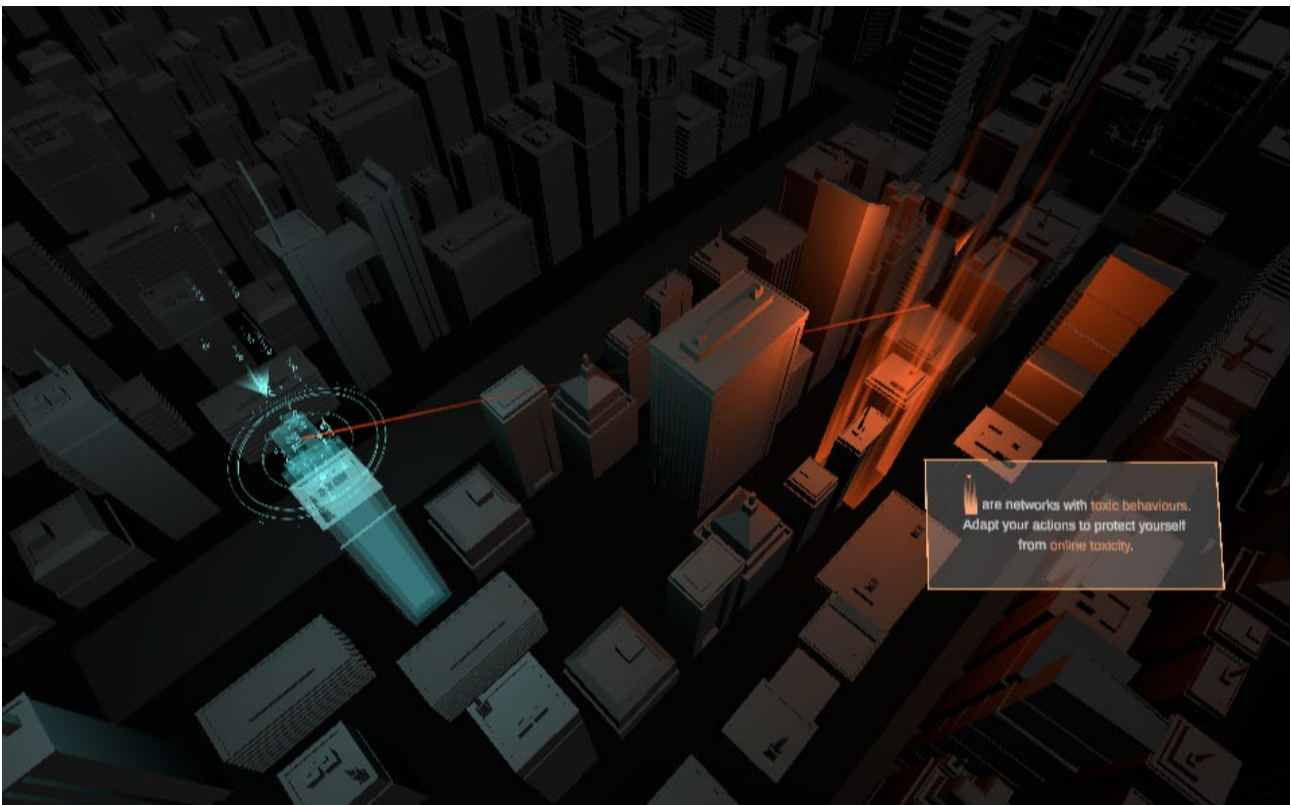 are networks with toxic behaviours.
Adapt your actions to protect yourself
from online toxicity.